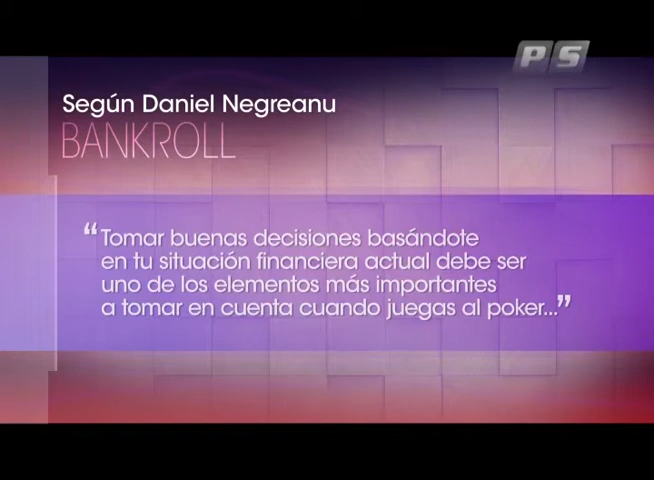 PS
Según Daniel Negreanu
BANKROLL
“Tomar buenas decisiones basándote
en tu situación financiera actual debe ser
uno de los elementos más importantes
a tomar en cuenta cuando juegas al poker...”